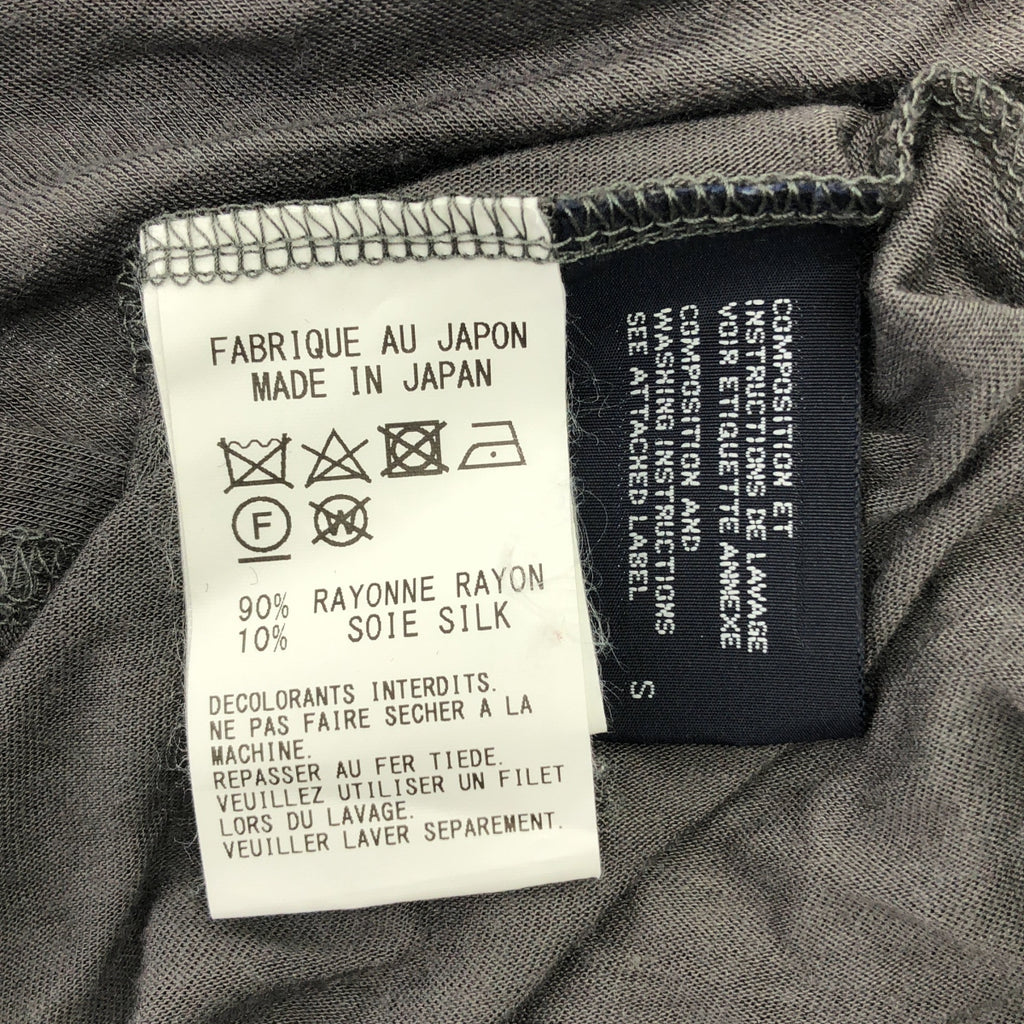 FABRIQUE AU JAPON
MADE IN JAPAN
F
W
90% RAYONNE RAYON
10% SOIE SILK
DECOLORANTS INTERDITS.
NE PAS FAIRE SECHER A LA
MACHINE.
REPASSER AU FER TIEDE.
VEUILLEZ UTILISER UN FILET
LORS DU LAVAGE.
VEUILLER LAVER SEPAREMENT.
COMPOSITION ET
INSTRUCTIONS DE LAVAGE
VOIR ETIQUETTE ANNEXE
COMPOSITION AND
WASHING INSTRUCTIONS
SEE ATTACHED LABEL
S